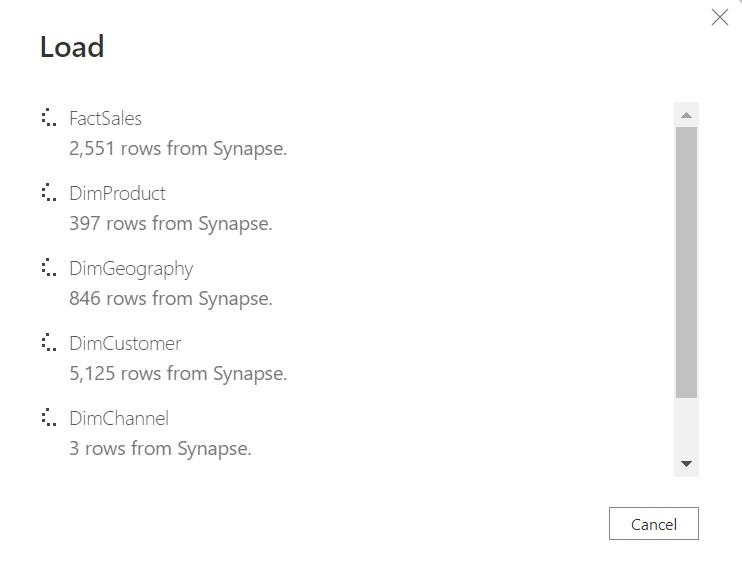 Load
FactSales
2,551 rows from Synapse.
DimProduct
397 rows from Synapse.
DimGeography
846 rows from Synapse.
DimCustomer
5,125 rows from Synapse.
DimChannel
3 rows from Synapse.
Cancel